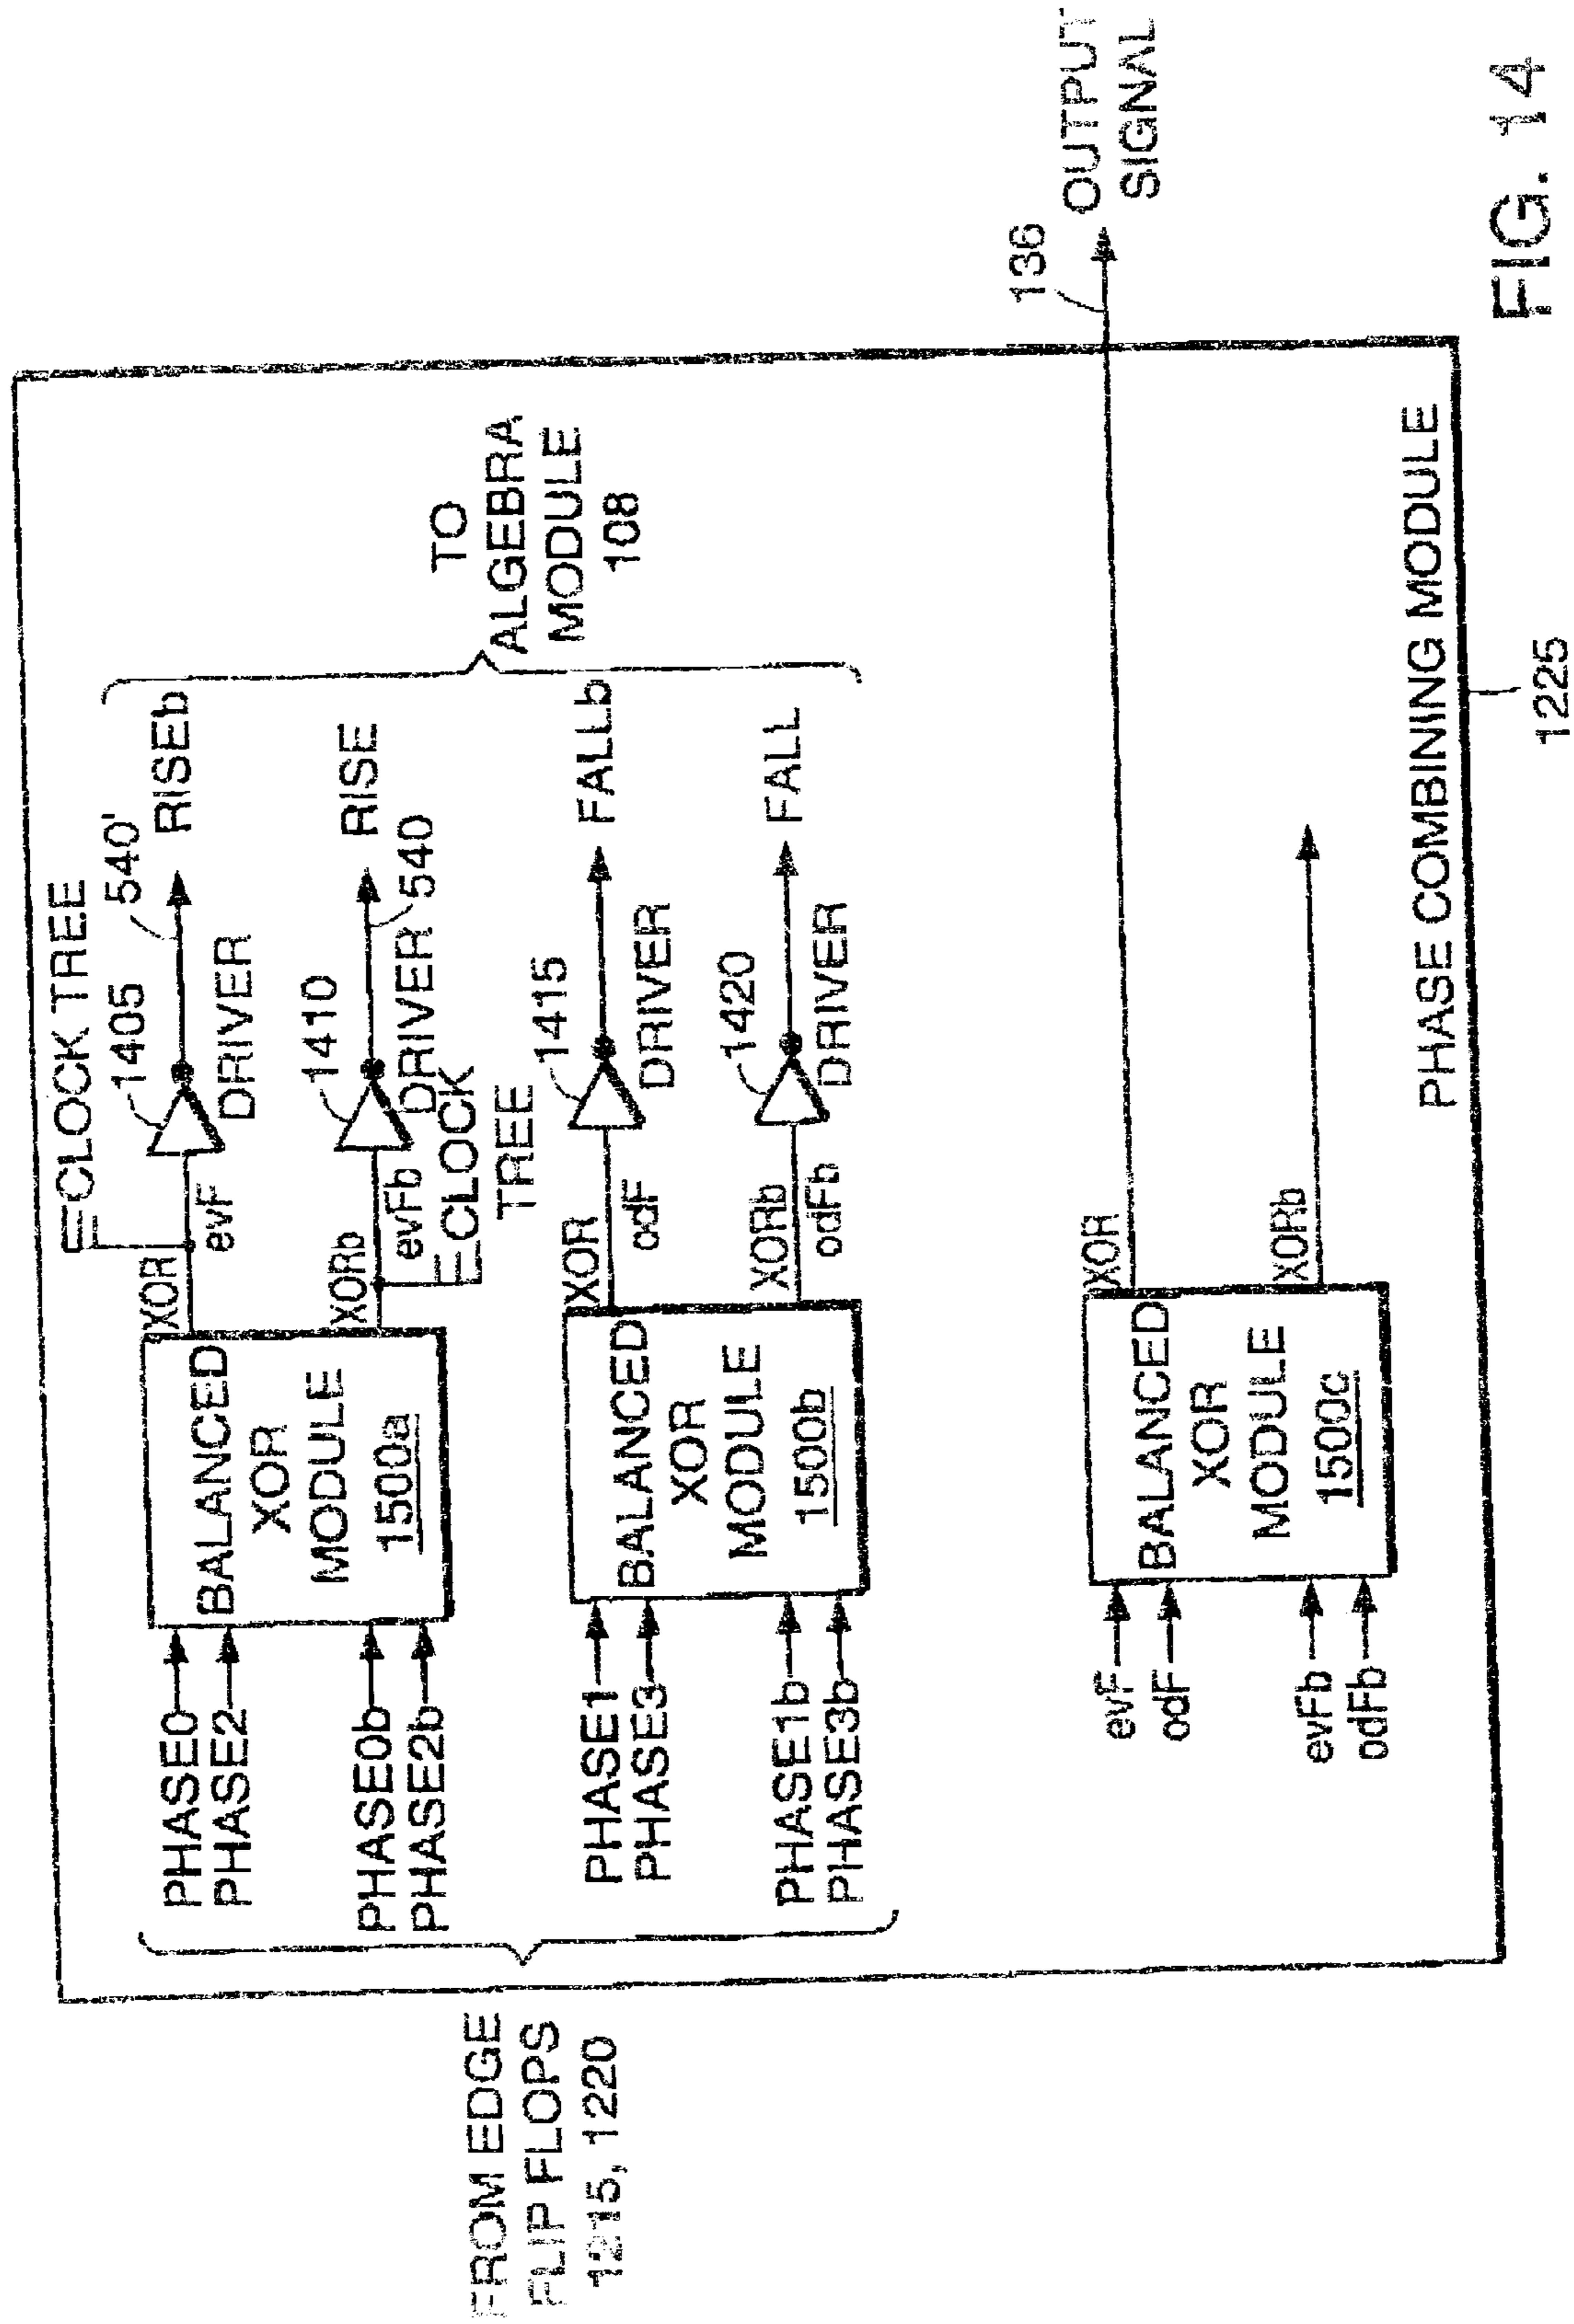 FROM EDGE
FLIP FLOPS
1215, 1220
PHASE0
PHASE2
PHASE0b
PHASE2b
BALANCED
XOR
MODULE
1500a
XOR
evF
CLOCK TREE
1405
DRIVER
540'
RISEb
XORb
evFb
CLOCK
TREE
1410
DRIVER
540
RISE
PHASE1
PHASE3
PHASE1b
PHASE3b
BALANCED
XOR
MODULE
1500b
XOR
odF
1415
DRIVER
FALLb
XORb
odFb
1420
DRIVER
FALL
TO
ALGEBRA
MODULE
108
evF
odF
evFb
odFb
BALANCED
XOR
MODULE
1500c
XOR
XORb
136
OUTPUT
SIGNAL
PHASE COMBINING MODULE
1225
FIG. 14